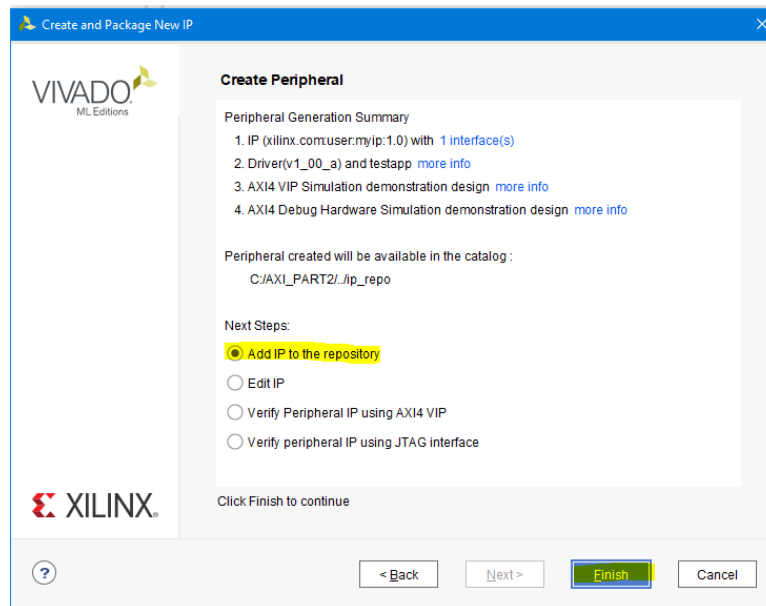 Create and Package New IP
VIVADO.
ML Editions
Create Peripheral
Peripheral Generation Summary
1. IP (xilinx.com:user:myip:1.0) with 1 interface(s)
2. Driver(v1_00_a) and testapp more info
3. AXI4 VIP Simulation demonstration design more info
4. AXI4 Debug Hardware Simulation demonstration design more info
Peripheral created will be available in the catalog :
C:/AXI_PART2/../ip_repo
Next Steps:
Add IP to the repository
Edit IP
Verify Peripheral IP using AXI4 VIP
Verify peripheral IP using JTAG interface
XILINX.
Click Finish to continue
?
< Back
Next >
Finish
Cancel